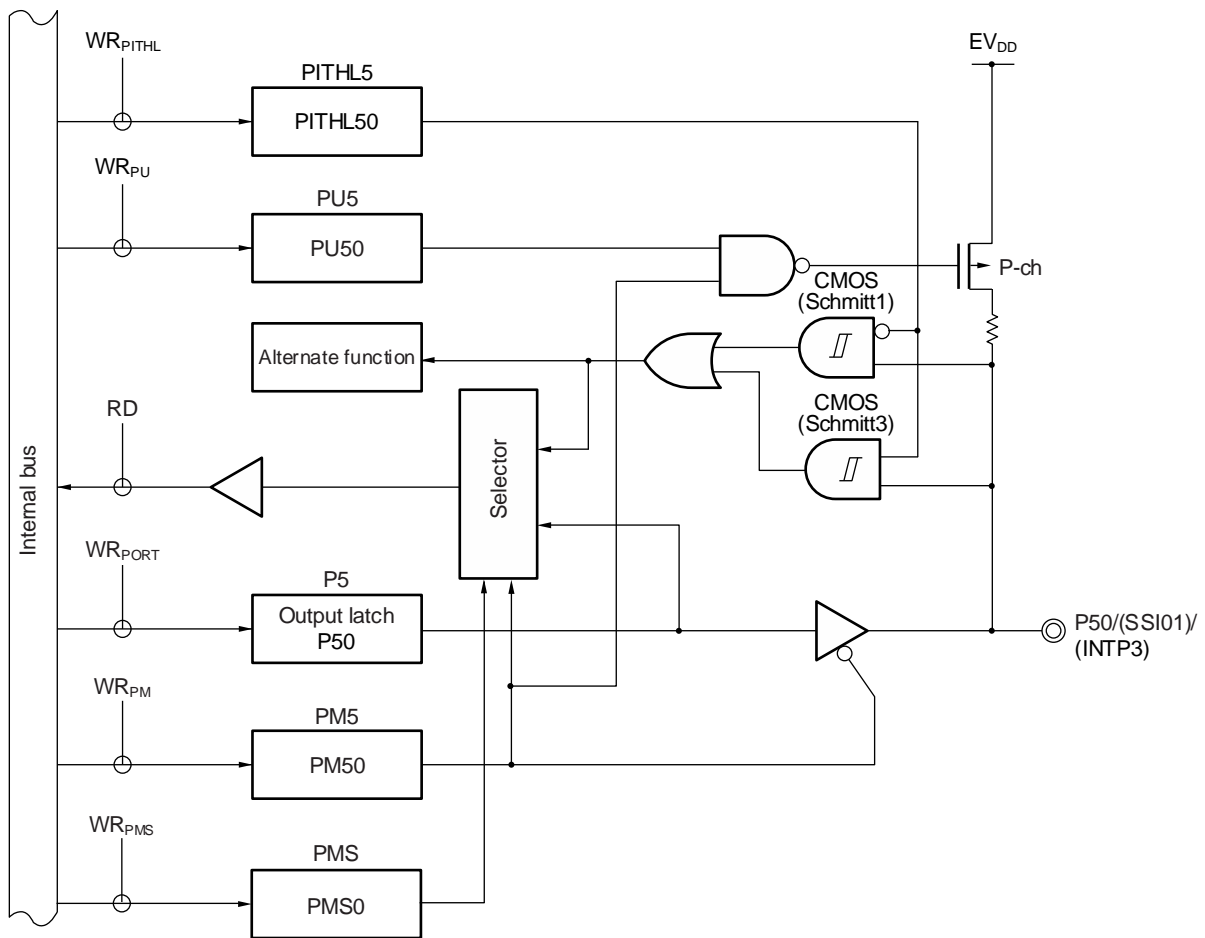 WRPITHL
EVDD
PITHL5
PITHL50
WRPU
PU5
PU50
P-ch
CMOS
(Schmitt1)
Alternate function
RD
Selector
CMOS
(Schmitt3)
Internal bus
WRPORT
P5
Output latch
P50
P50/(SSI01)/
(INTP3)
WRPM
PM5
PM50
WRPMS
PMS
PMS0